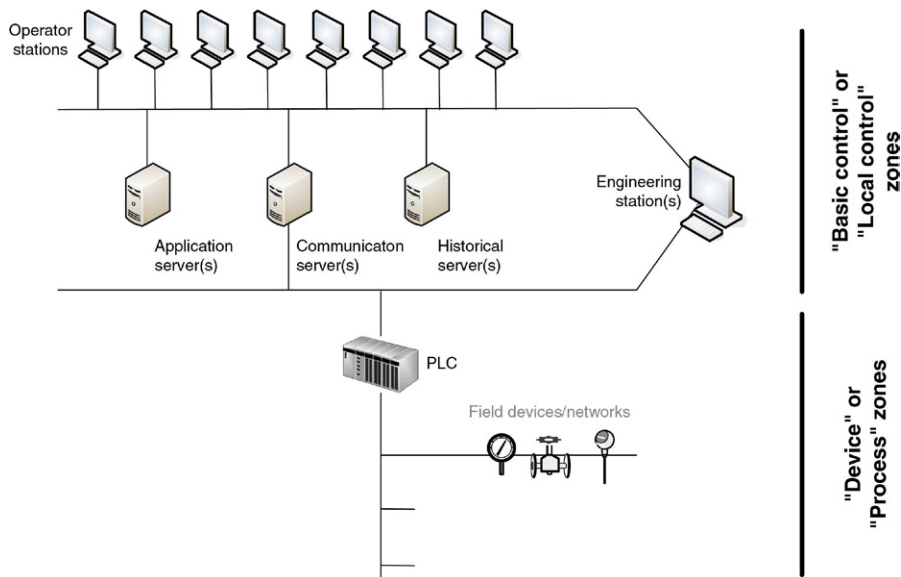 Operator
stations
Application
server(s)
Communicaton
server(s)
Historical
server(s)
Engineering
station(s)
"Basic control" or
"Local control"
zones
PLC
Field devices/networks
"Device" or
"Process" zones